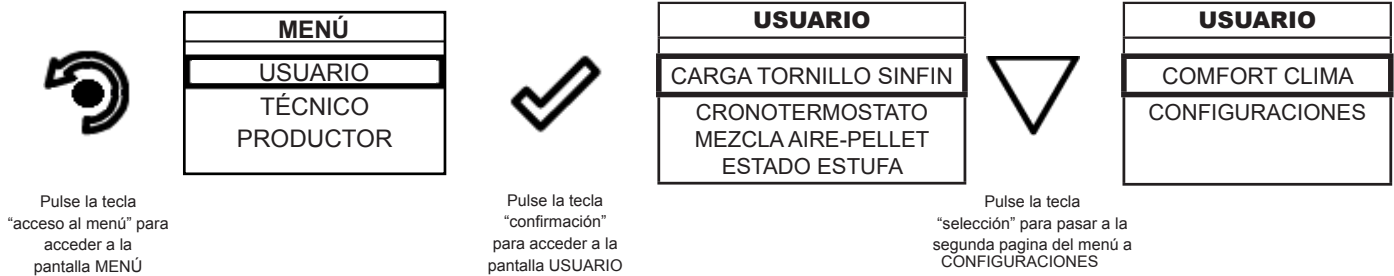 MENÚ
USUARIO
TÉCNICO
PRODUCTOR
Pulse la tecla
“acceso al menú” para
acceder a la
pantalla MENÚ
Pulse la tecla
“confirmación”
para acceder a la
pantalla USUARIO
USUARIO
CARGA TORNILLO SINFIN
CRONOTERMOSTATO
MEZCLA AIRE-PELLET
ESTADO ESTUFA
Pulse la tecla
“selección” para pasar a la
segunda pagina del menú a
CONFIGURACIONES
USUARIO
COMFORT CLIMA
CONFIGURACIONES